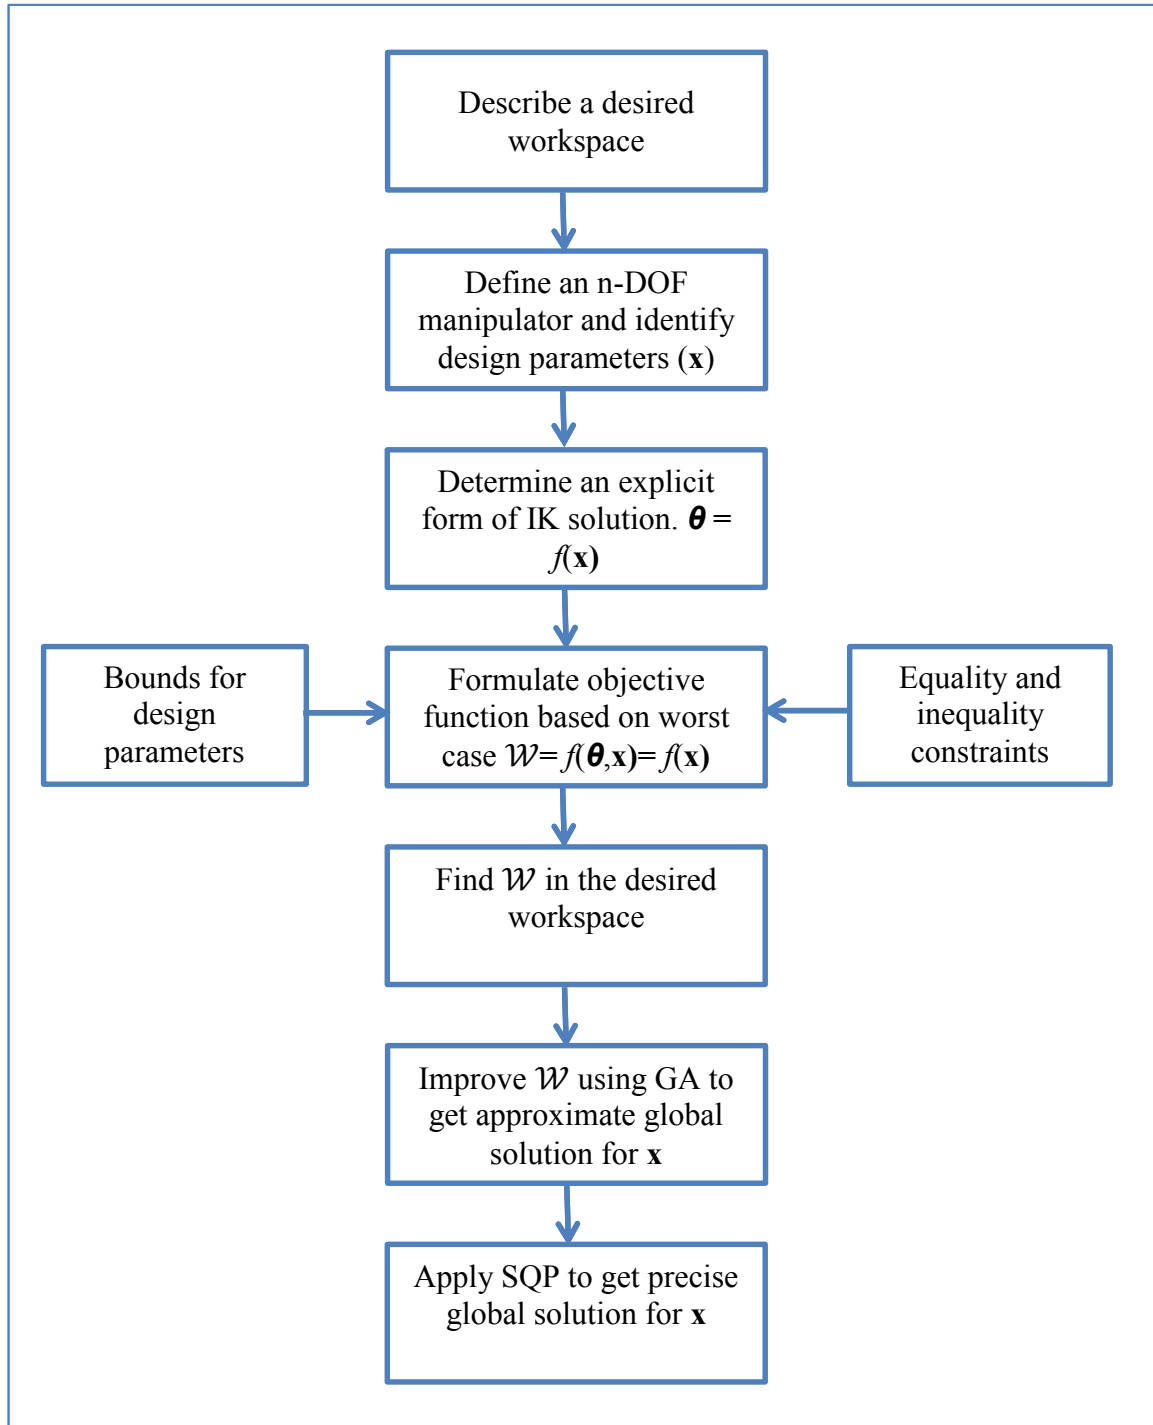 Describe a desired
workspace
Define an n-DOF
manipulator and identify
design parameters (x)
Determine an explicit
form of IK solution. θ =
f(x)
Bounds for
design
parameters
Formulate objective
function based on worst
case 𝒲= f(θ,x)= f(x)
Equality and
inequality
constraints
Find 𝒲 in the desired
workspace
Improve 𝒲 using GA to
get approximate global
solution for x
Apply SQP to get precise
global solution for x